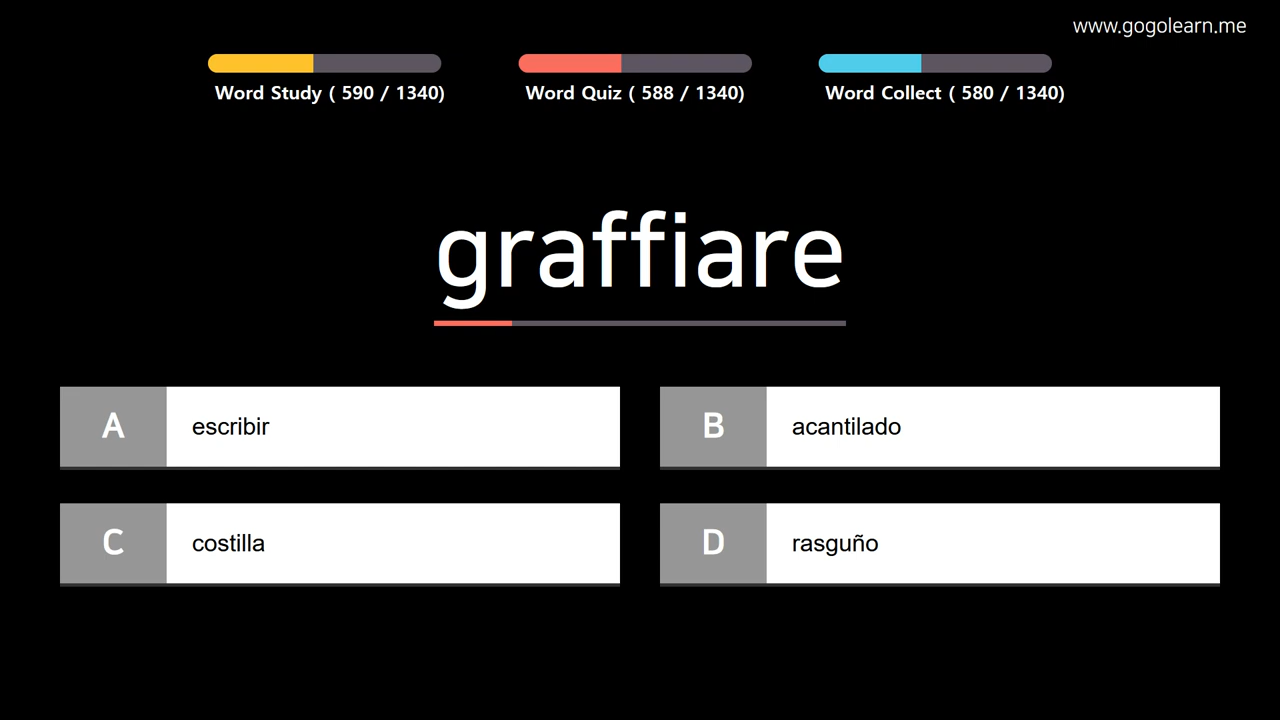 www.gogolearn.me
Word Study ( 590 / 1340)
Word Quiz ( 588 / 1340)
Word Collect ( 580 / 1340)
graffiare
A escribir
B acantilado
C costilla
D rasguño